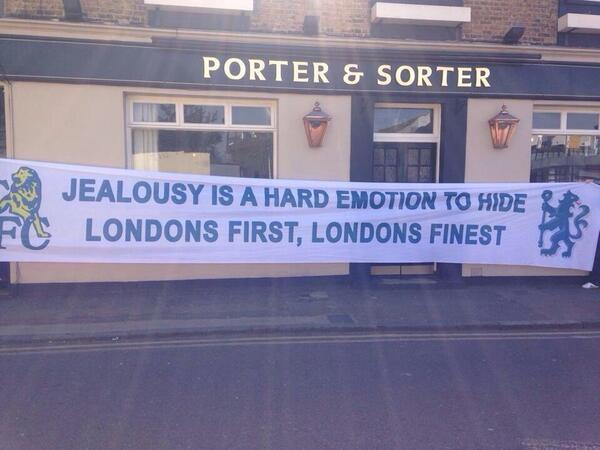 PORTER & SORTER
JEALOUSY IS A HARD EMOTION TO HIDE
LONDONS FIRST, LONDONS FINEST
FC